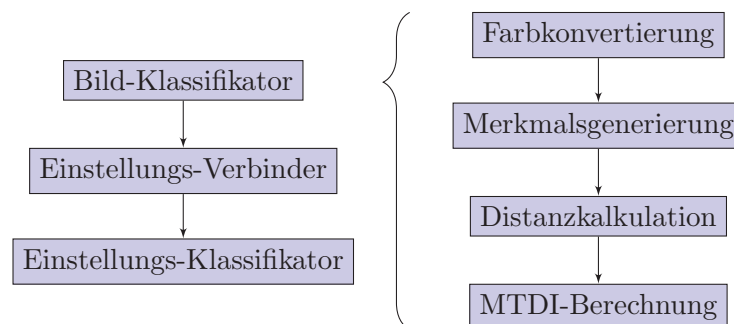 Bild-Klassifikator
Einstellungs-Verbinder
Einstellungs-Klassifikator
Farbkonvertierung
Merkmalsgenerierung
Distanzkalkulation
MTDI-Berechnung